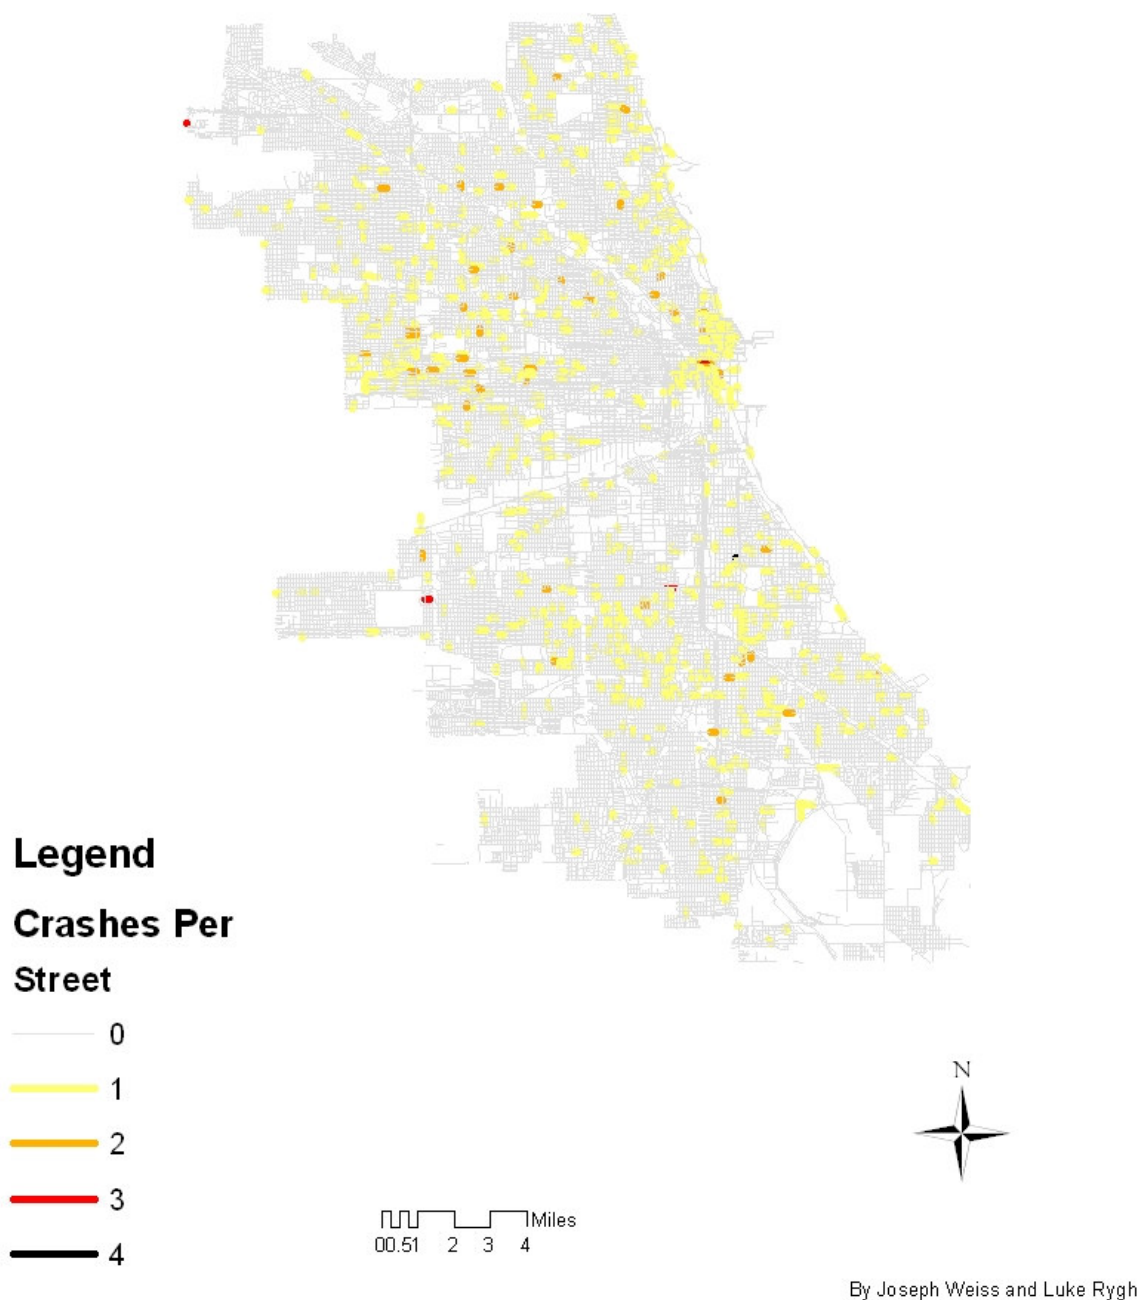 Legend
Crashes Per
Street
0
1
2
3
4
N
Miles
00.51 2 3 4
By Joseph Weiss and Luke Rygh